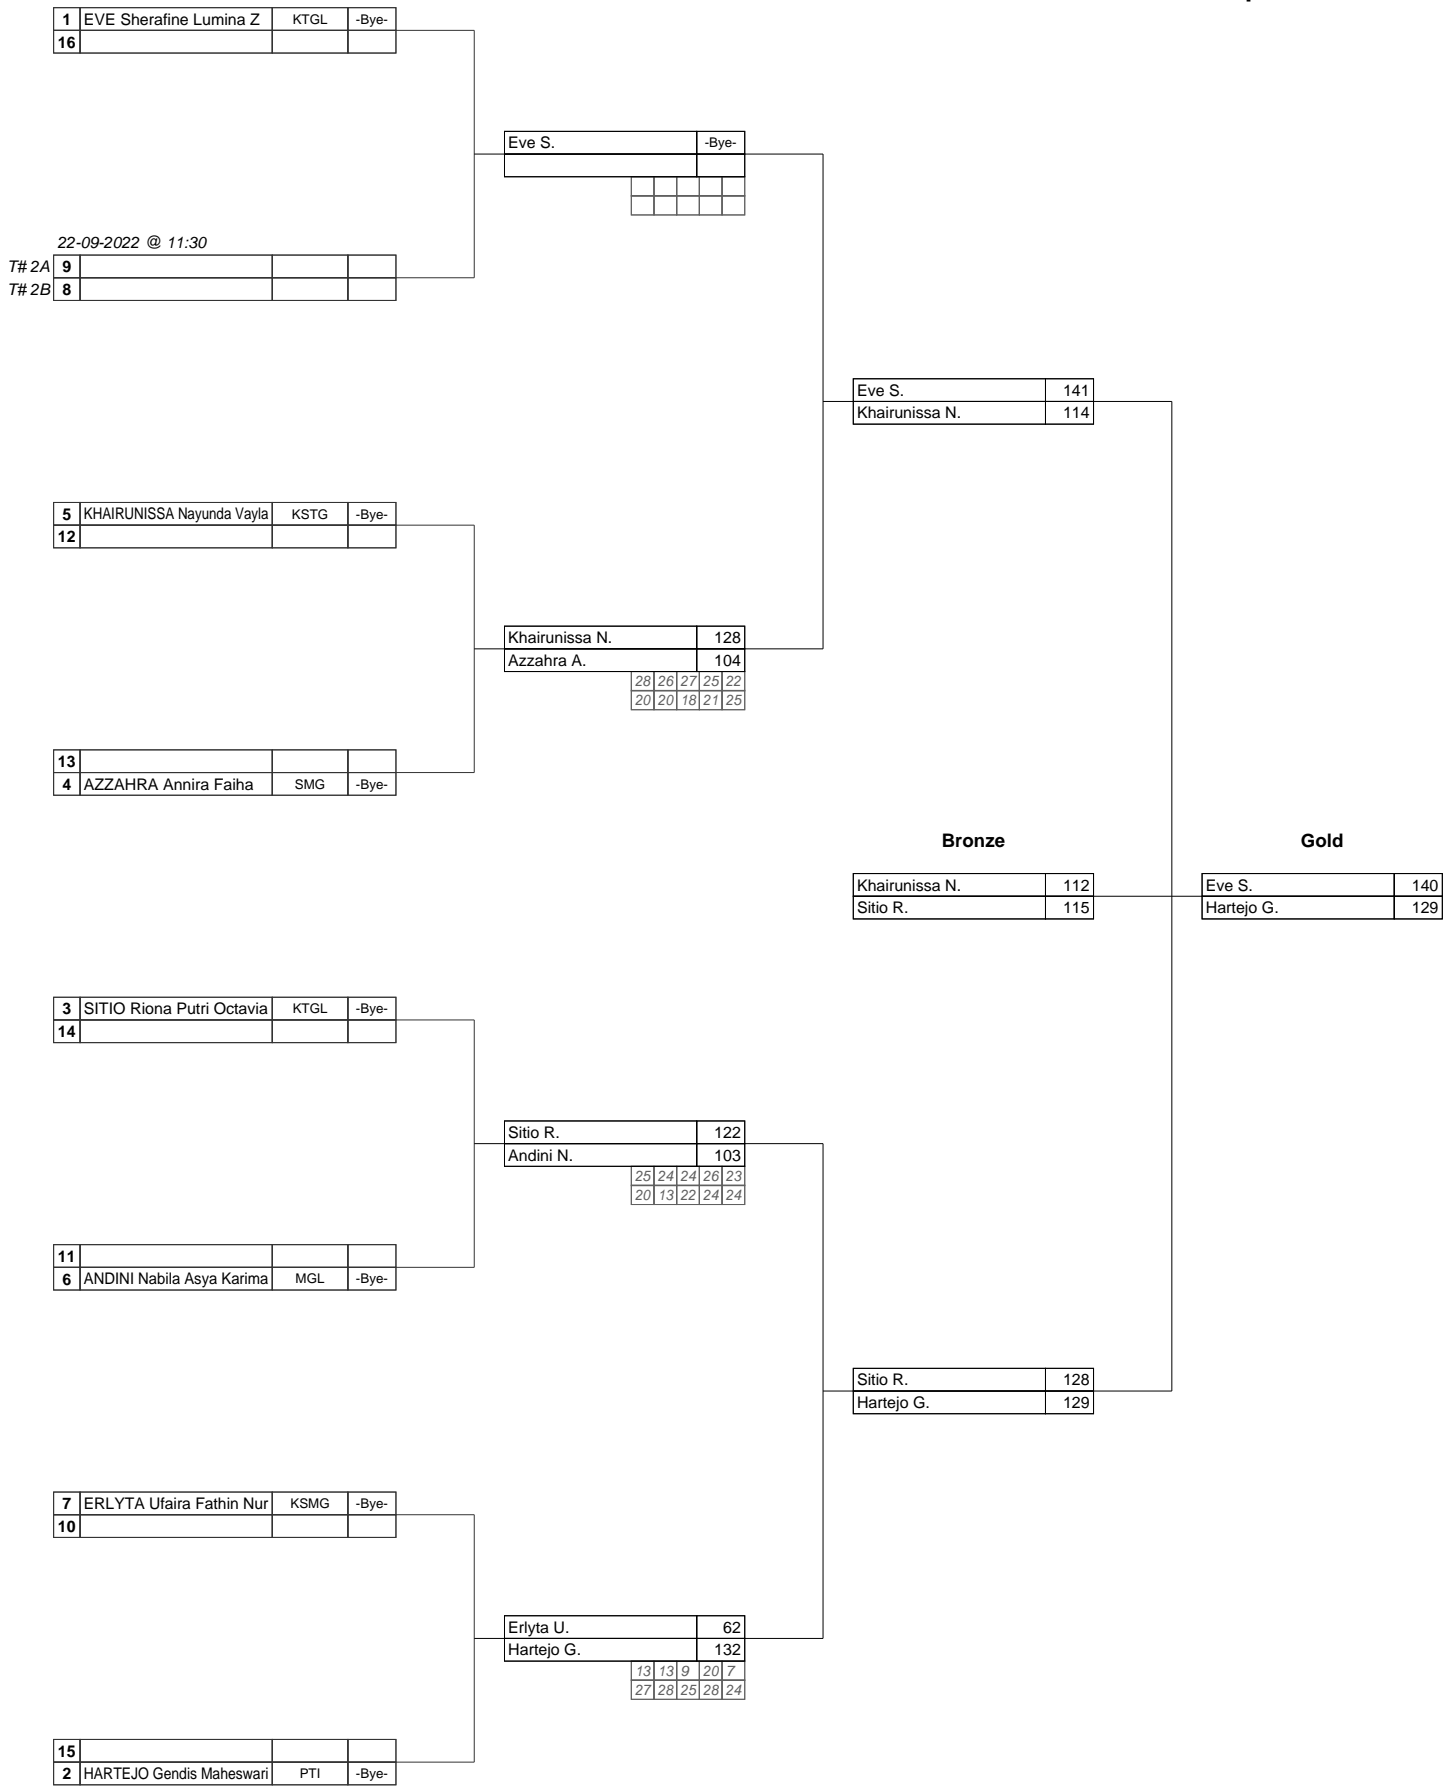 1 EVE Sherafine Lumina Z KTGL -Bye-
16
Eve S. -Bye-
22-09-2022 @ 11:30
T# 2A 9
T# 2B 8
Eve S. 141
Khairunissa N. 114
5 KHAIRUNISSA Nayunda Vayla KSTG -Bye-
12
Khairunissa N. 128
Azzahra A. 104
28 26 27 25 22
20 20 18 21 25
13
4 AZZAHRA Annira Faiha SMG -Bye-
Bronze
Gold
Khairunissa N. 112
Sitio R. 115
Eve S. 140
Hartejo G. 129
3 SITIO Riona Putri Octavia KTGL -Bye-
14
Sitio R. 122
Andini N. 103
25 24 24 26 23
20 13 22 24 24
11
6 ANDINI Nabila Asya Karima MGL -Bye-
Sitio R. 128
Hartejo G. 129
7 ERLYTA Ufaira Fathin Nur KSMG -Bye-
10
Erlyta U. 62
Hartejo G. 132
13 13 9 20 7
27 28 25 28 24
15
2 HARTEJO Gendis Maheswari PTI -Bye-